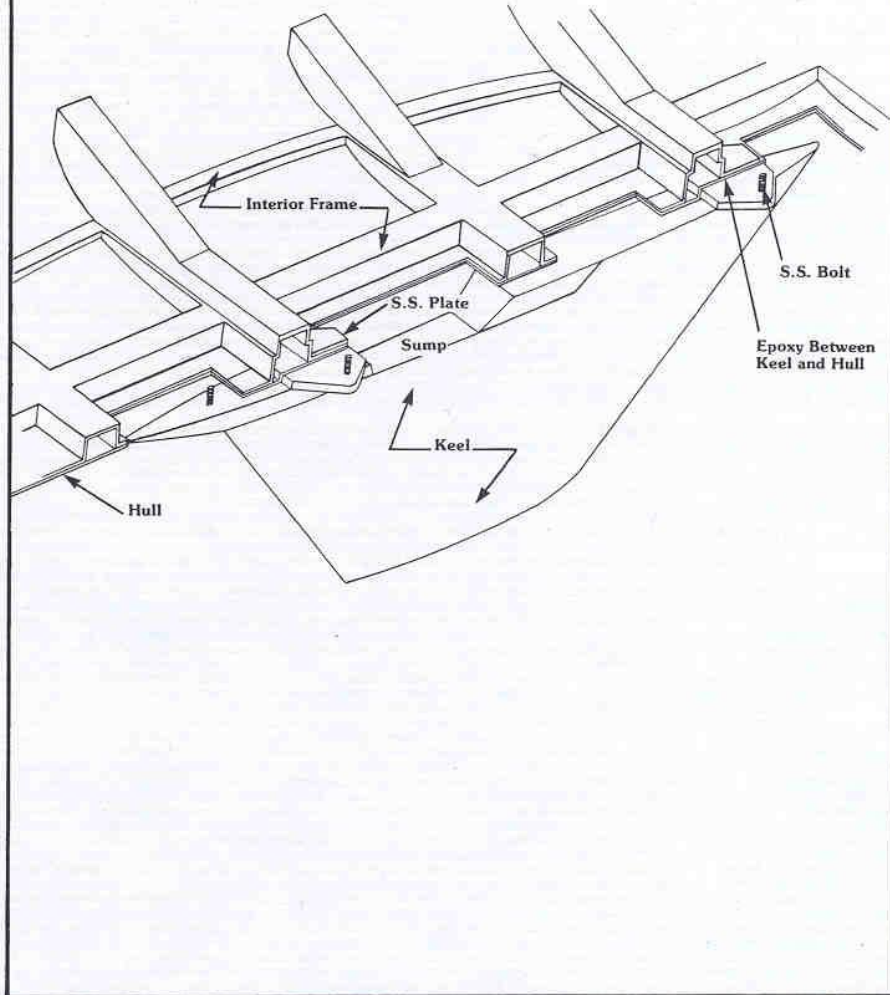 Interior Frame
S.S. Plate
Sump
S.S. Bolt
Epoxy Between
Keel and Hull
Keel
Hull